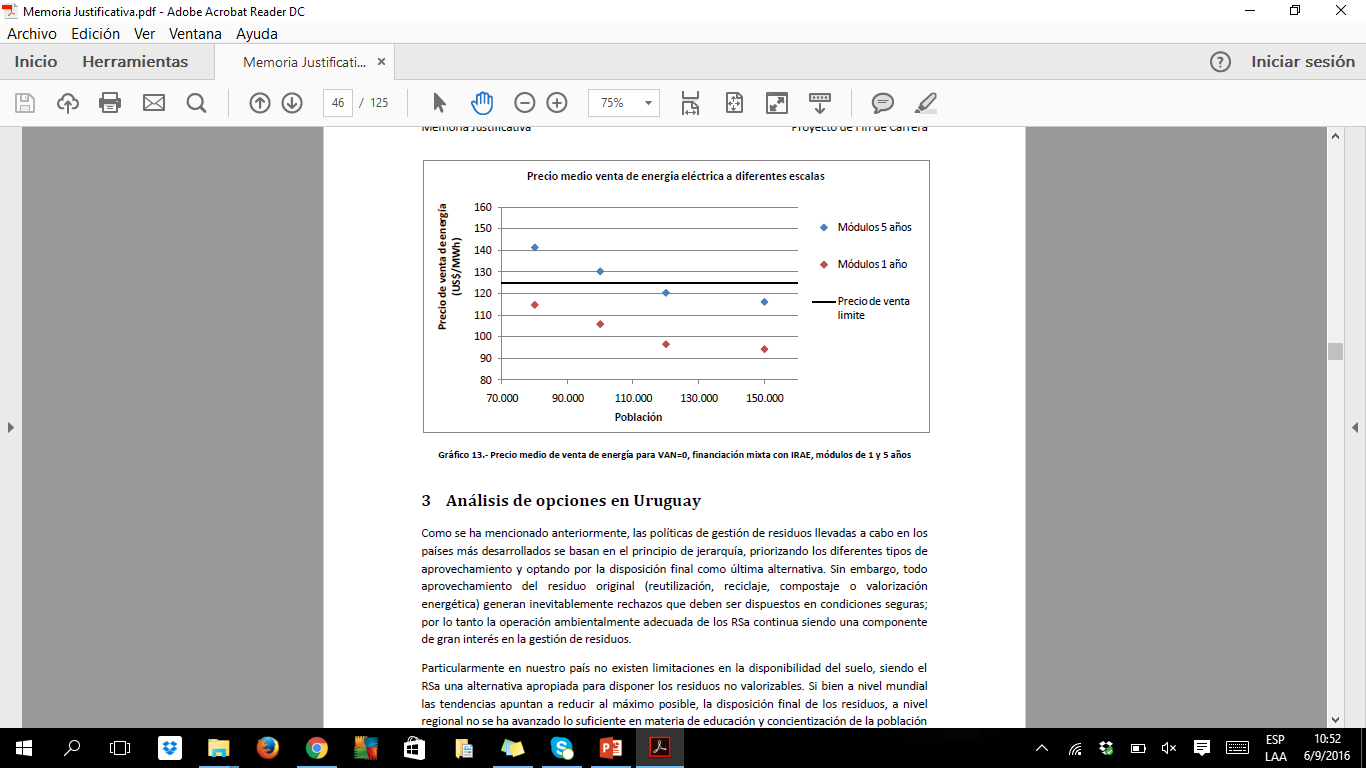 Memoria Justificativa.pdf - Adobe Acrobat Reader DC
Archivo Edición Ver Ventana Ayuda
Inicio Herramientas Memoria Justificati... × ? Iniciar sesión
46 / 125 75%
Memoria Justificativa Proyecto de Fin de Carrera
Precio medio venta de energia eléctrica a diferentes escalas
Precio de venta de energía
(US$/MWh)
160
150
140
130
120
110
100
90
80
70.000 90.000 110.000 130.000 150.000
Población
Módulos 5 años
Módulos 1 año
Precio de venta
limite
Gráfico 13.- Precio medio de venta de energía para VAN=0, financiación mixta con IRAE, módulos de 1 y 5 años
3 Análisis de opciones en Uruguay
Como se ha mencionado anteriormente, las políticas de gestión de residuos llevadas a cabo en los
países más desarrollados se basan en el principio de jerarquía, priorizando los diferentes tipos de
aprovechamiento y optando por la disposición final como última alternativa. Sin embargo, todo
aprovechamiento del residuo original (reutilización, reciclaje, compostaje o valorización
energética) generan inevitablemente rechazos que deben ser dispuestos en condiciones seguras;
por lo tanto la operación ambientalmente adecuada de los RSa continua siendo una componente
de gran interés en la gestión de residuos.
Particularmente en nuestro país no existen limitaciones en la disponibilidad del suelo, siendo el
RSa una alternativa apropiada para disponer los residuos no valorizables. Si bien a nivel mundial
las tendencias apuntan a reducir al máximo posible, la disposición final de los residuos, a nivel
regional no se ha avanzado lo suficiente en materia de educación y concientización de la población
ESP
LAA
10:52
6/9/2016